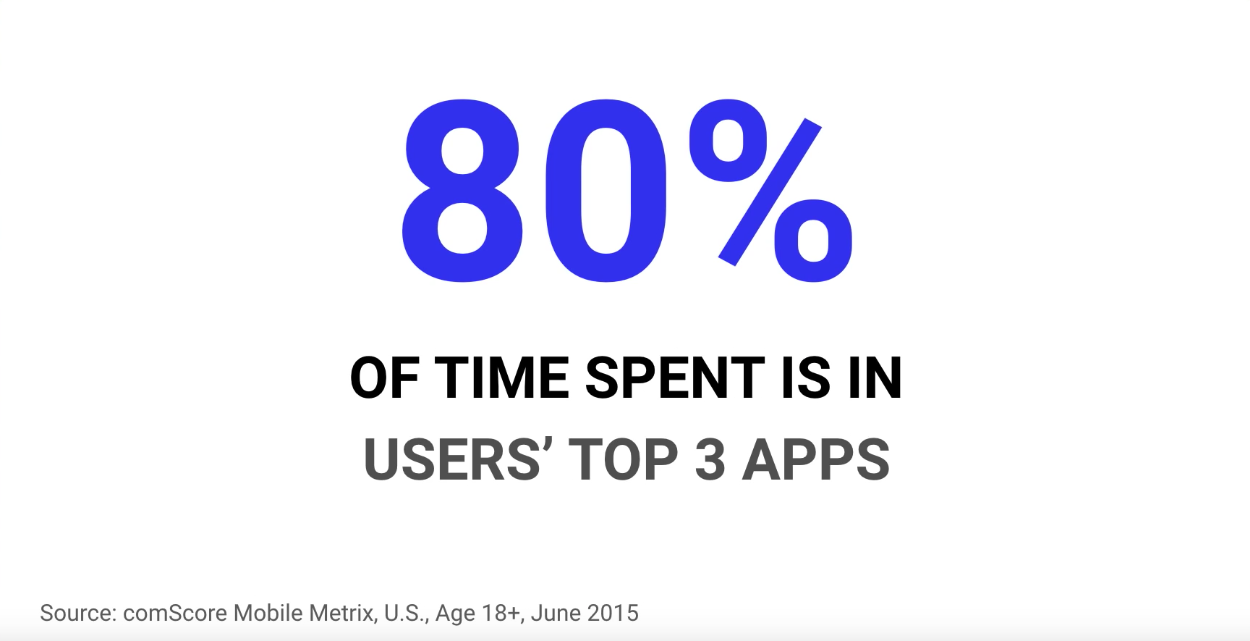 80%
OF TIME SPENT IS IN
USERS’ TOP 3 APPS
Source: comScore Mobile Metrix, U.S., Age 18+, June 2015